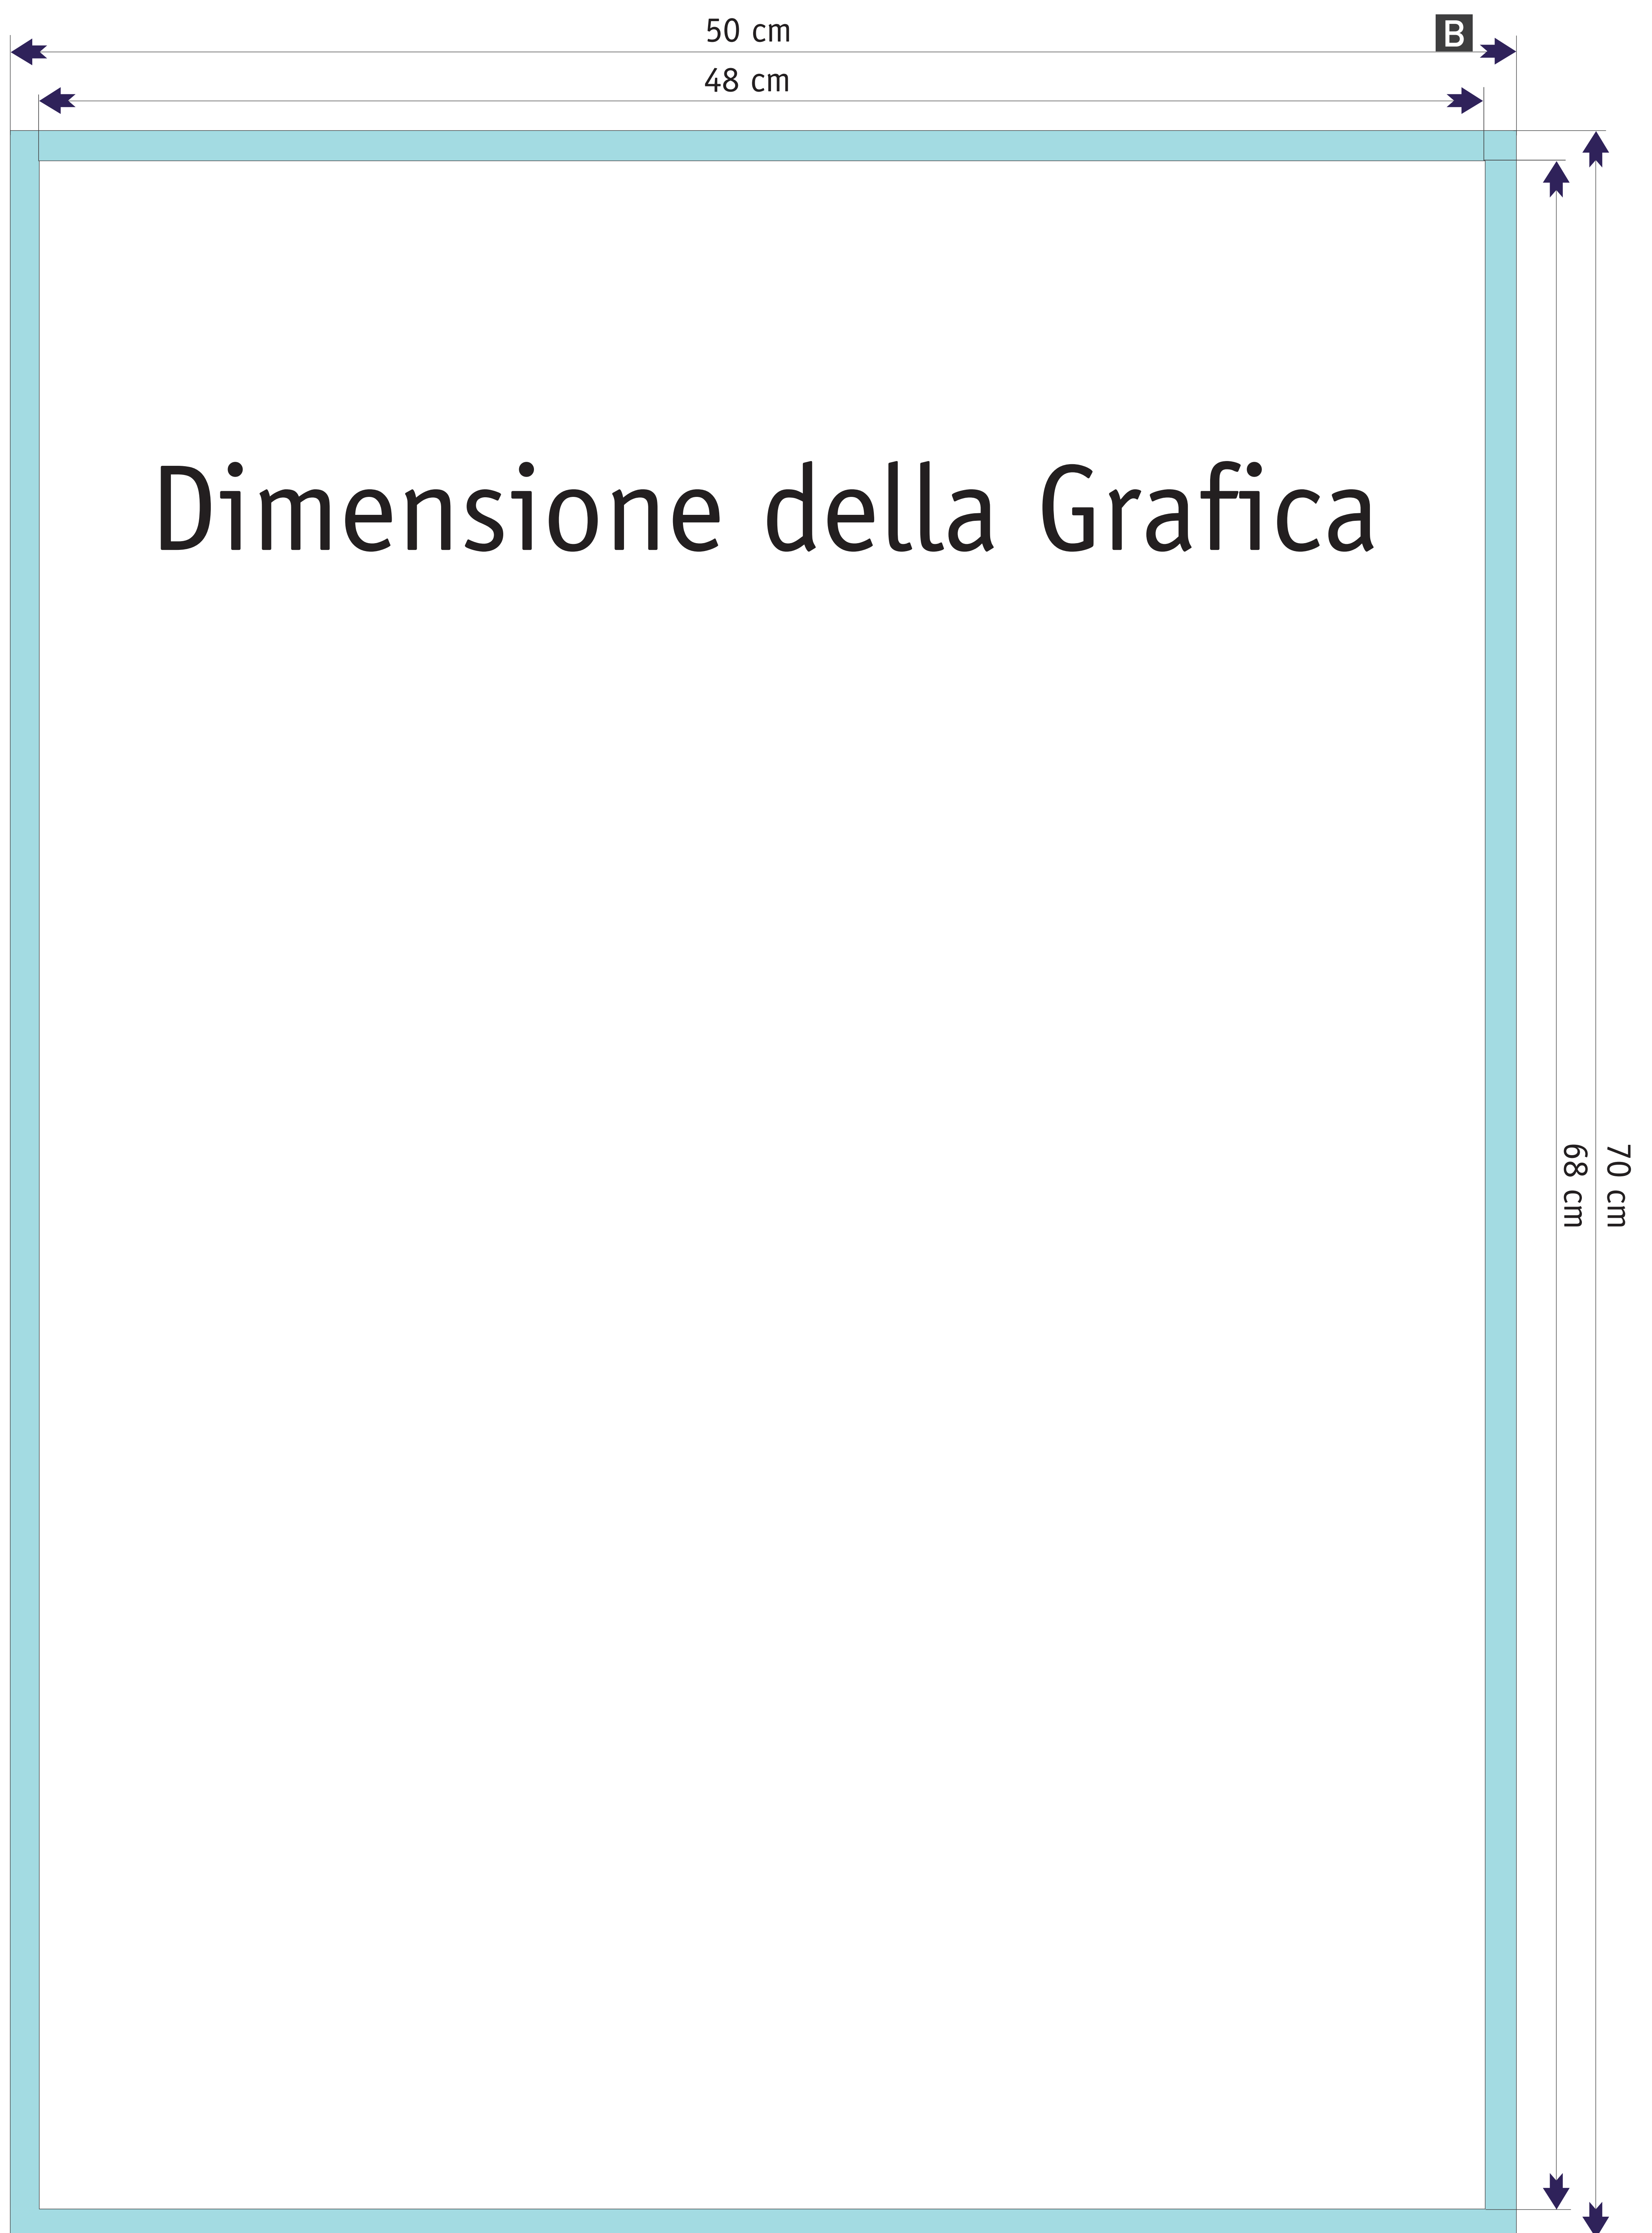 50 cm
B
48 cm
Dimensione della Grafica
68 cm
70 cm